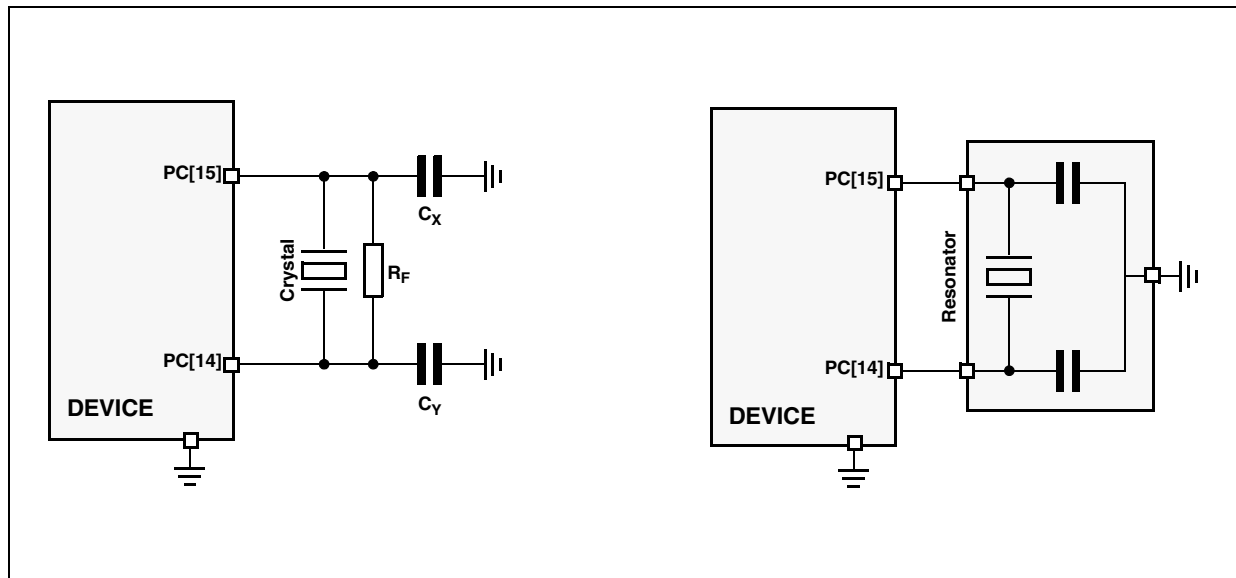 PC[15]
C_X
Crystal
R_F
PC[14]
C_Y
DEVICE
PC[15]
Resonator
PC[14]
DEVICE